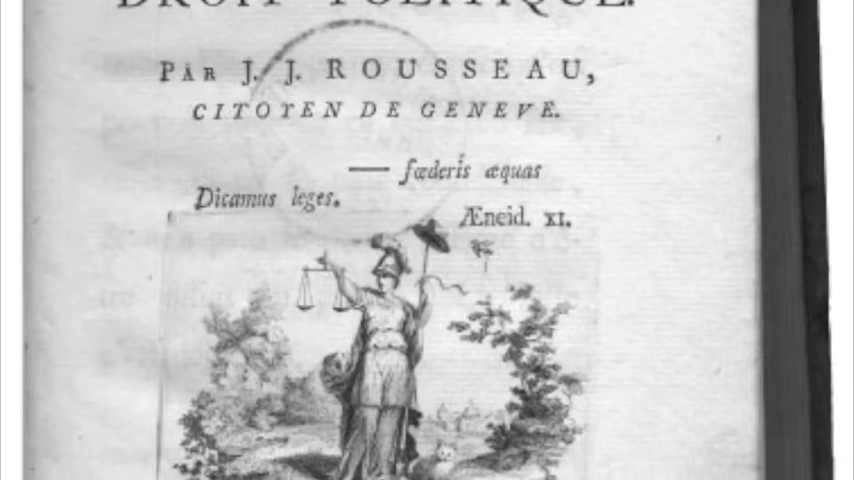 DROIT POLITIQUE.
PAR J. J. ROUSSEAU,
CITOYEN DE GENEVE.
— fœderis æquas
Dicamus leges.
Æneid. XI.